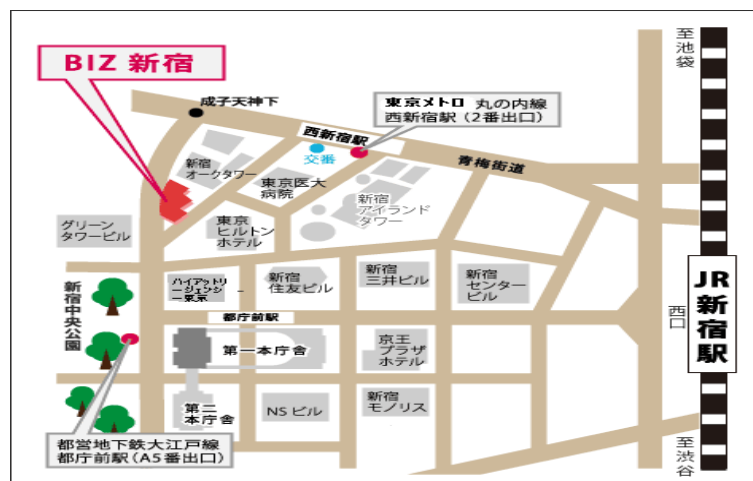 BIZ 新宿
成子天神下
東京メトロ 丸の内線
西新宿駅（2番出口）
西新宿駅
交番
青梅街道
至池袋
新宿
オークタワー
東京医大
病院
新宿
アイランド
タワー
グリーン
タワービル
東京
ヒルトン
ホテル
新宿中央公園
ハイアットリ
ージェンシ
ー東京
新宿
住友ビル
新宿
三井ビル
新宿
センター
ビル
JR新宿駅
西口
都庁前駅
第一本庁舎
京王
プラザ
ホテル
第二
本庁舎
NSビル
新宿
モノリス
都営地下鉄大江戸線
都庁前駅（A5番出口）
至渋谷